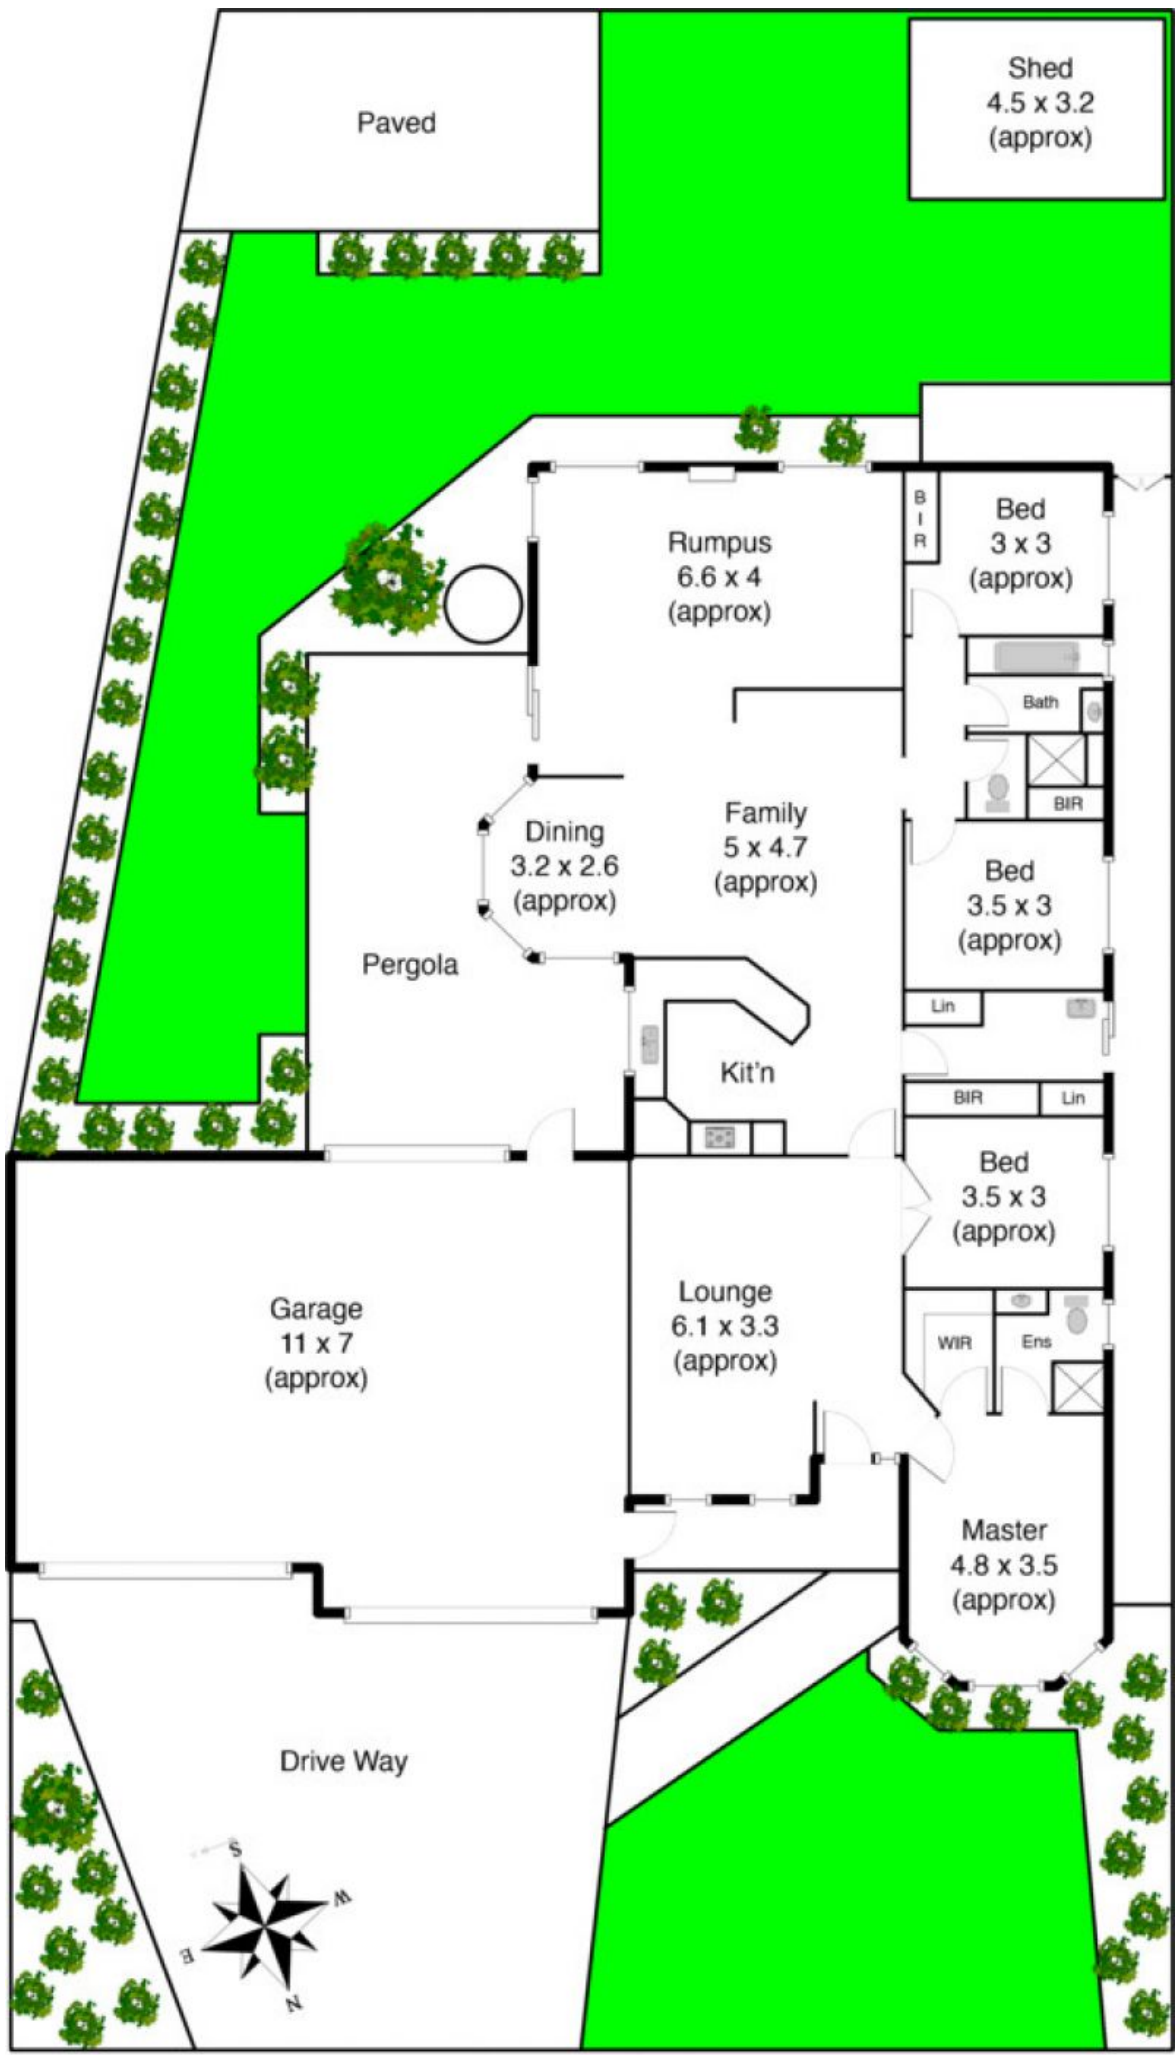 Shed
4.5 x 3.2
(approx)
Paved
B
I
R
Bed
3 x 3
(approx)
Rumpus
6.6 x 4
(approx)
Bath
BIR
Family
5 x 4.7
(approx)
Dining
3.2 x 2.6
(approx)
Bed
3.5 x 3
(approx)
Pergola
Lin
Kit'n
BIR
Lin
Bed
3.5 x 3
(approx)
Garage
11 x 7
(approx)
Lounge
6.1 x 3.3
(approx)
WIR
Ens
Master
4.8 x 3.5
(approx)
Drive Way
S
W
E
N